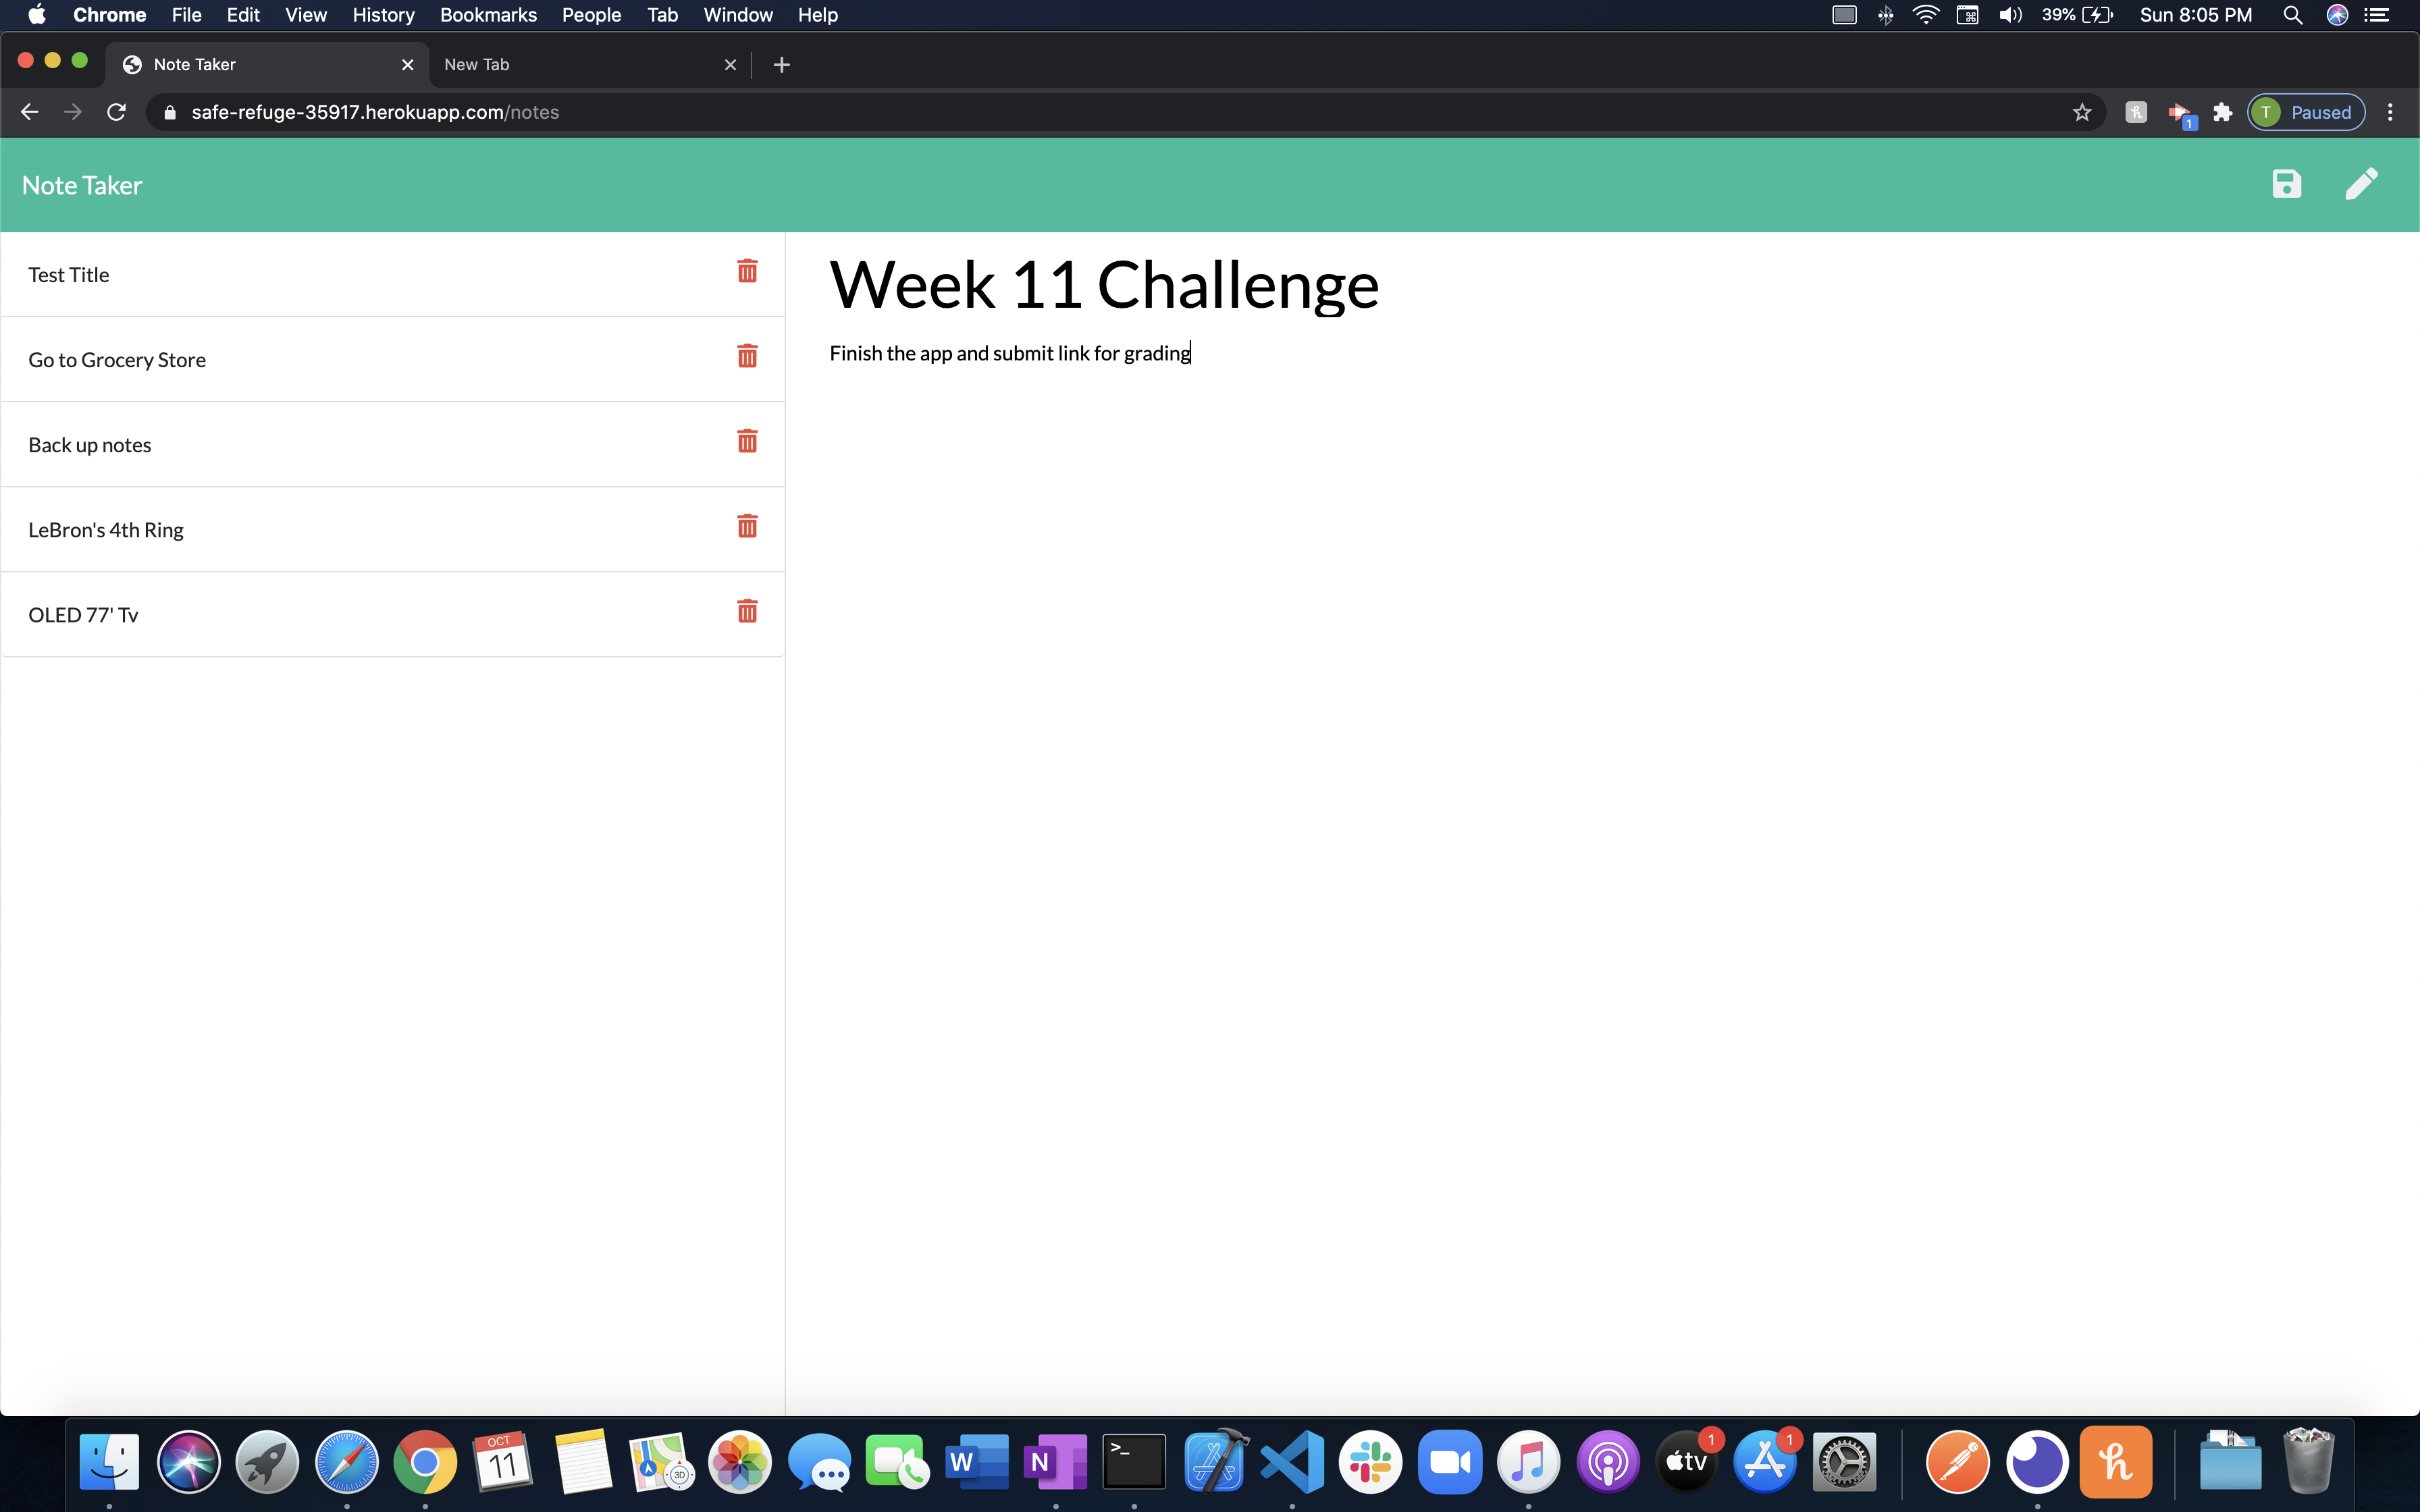 Chrome File Edit View History Bookmarks People Tab Window Help 39% Sun 8:05 PM
Note Taker New Tab
safe-refuge-35917.herokuapp.com/notes 1 T Paused
Note Taker
Test Title
Go to Grocery Store
Back up notes
LeBron's 4th Ring
OLED 77' Tv
Week 11 Challenge
Finish the app and submit link for grading
OCT
11
3D
W
N
>_
tv
1
1
h